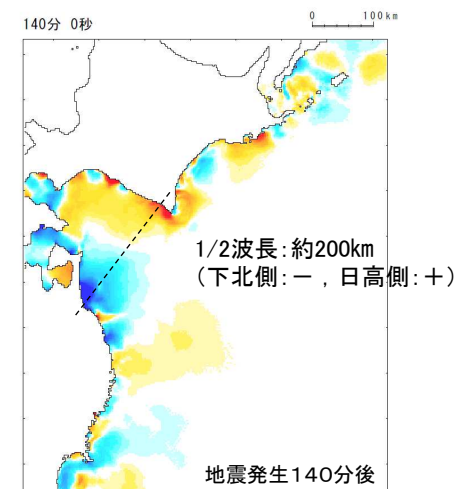 140分 0秒
0 100km
1/2波長:約200km
(下北側:－，日高側:＋)
地震発生140分後